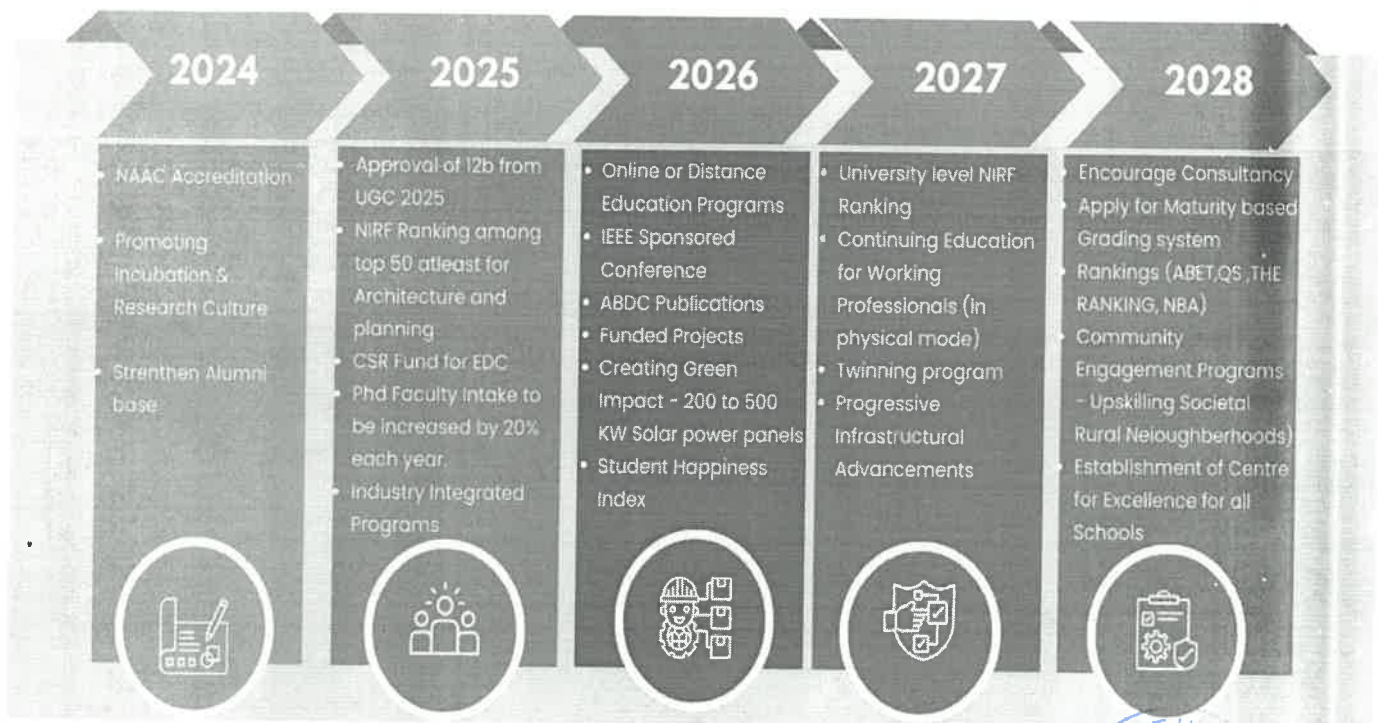 2024
NAAC Accreditation
Promoting
Incubation &
Research Culture
Strenthen Alumni
base
2025
Approval of 12b from
UGC 2025
NIRF Ranking among
top 50 atleast for
Architecture and
planning
CSR Fund for EDC
Phd Faculty Intake to
be increased by 20%
each year.
Industry Integrated
Programs
2026
Online or Distance
Education Programs
IEEE Sponsored
Conference
ABDC Publications
Funded Projects
Creating Green
Impact - 200 to 500
KW Solar power panels
Student Happiness
Index
2027
University level NIRF
Ranking
Continuing Education
for Working
Professionals (in
physical mode)
Twinning program
Progressive
Infrastructural
Advancements
2028
Encourage Consultancy
Apply for Maturity based
Grading system
Rankings (ABET,QS ,THE
RANKING, NBA)
Community
Engagement Programs
- Upskilling Societal
Rural Neioughberhoods)
Establishment of Centre
for Excellence for all
Schools